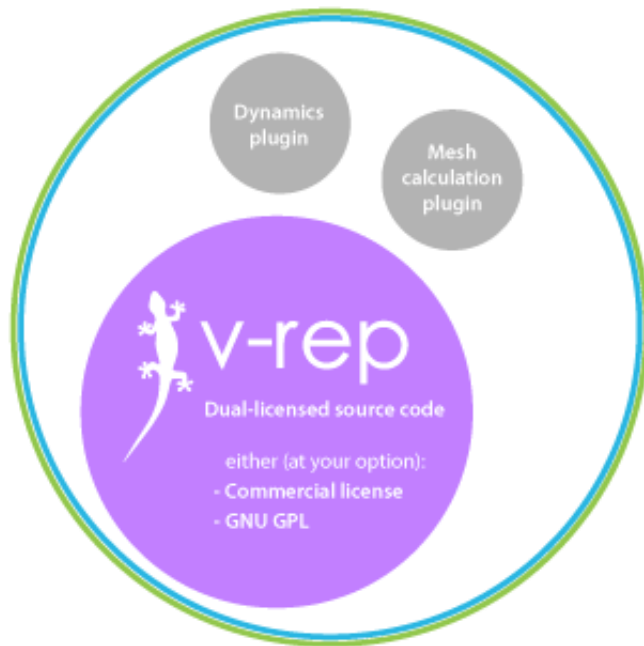 Dynamics
plugin
Mesh
calculation
plugin
v-rep
Dual-licensed source code
either (at your option):
- Commercial license
- GNU GPL